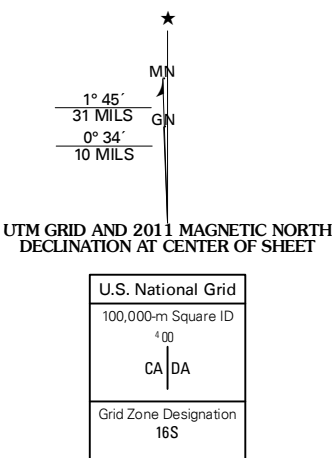 ★
MN
1° 45´
31 MILS
GN
0° 34´
10 MILS
UTM GRID AND 2011 MAGNETIC NORTH
DECLINATION AT CENTER OF SHEET
U.S. National Grid
100,000-m Square ID
⁴00
CA DA
Grid Zone Designation
16S